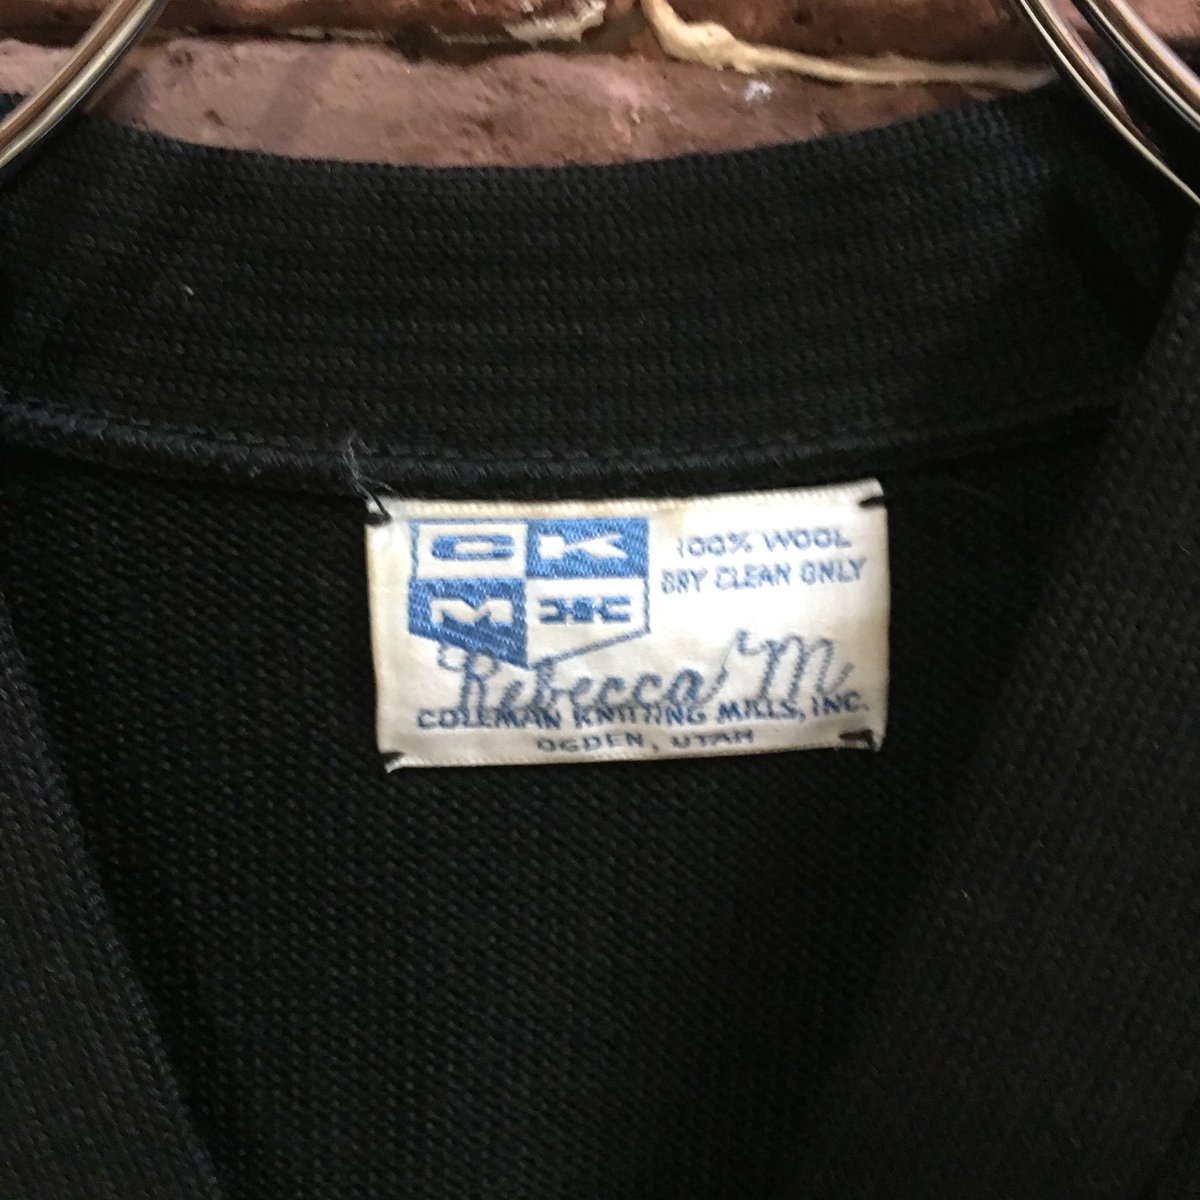 CK
M
100% WOOL
DRY CLEAN ONLY
Rebecca M
COLEMAN KNITTING MILLS, INC.
OGDEN, UTAH